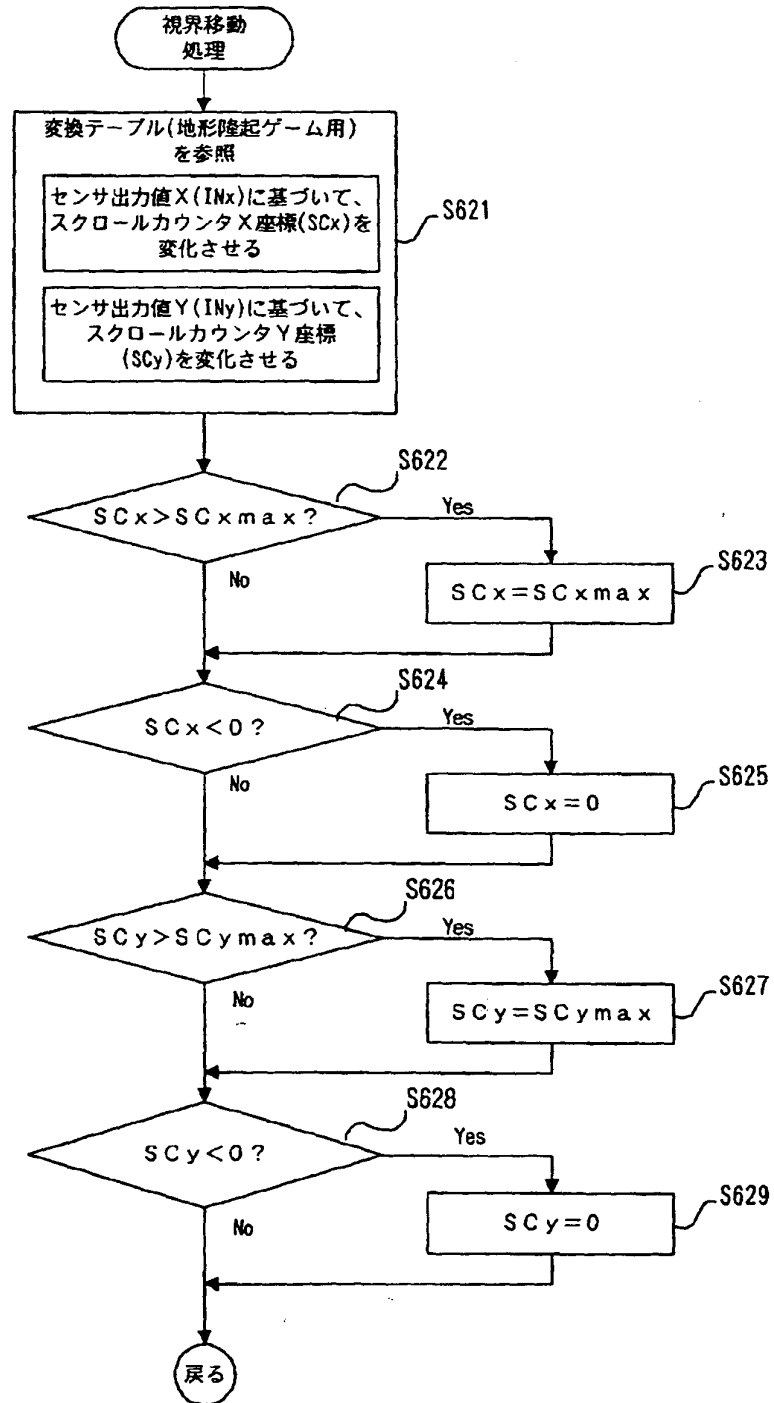 視界移動
処理
変換テーブル(地形隆起ゲーム用)
を参照
センサ出力値X(INx)に基づいて、
スクロールカウンタX座標(SCx)を
変化させる
S621
センサ出力値Y(INy)に基づいて、
スクロールカウンタY座標
(SCy)を変化させる
S622
SCx>SCxmax?
Yes
No
S623
SCx=SCxmax
S624
SCx<0?
Yes
No
S625
SCx=0
S626
SCy>SCymax?
Yes
No
S627
SCy=SCymax
S628
SCy<0?
Yes
No
S629
SCy=0
戻る